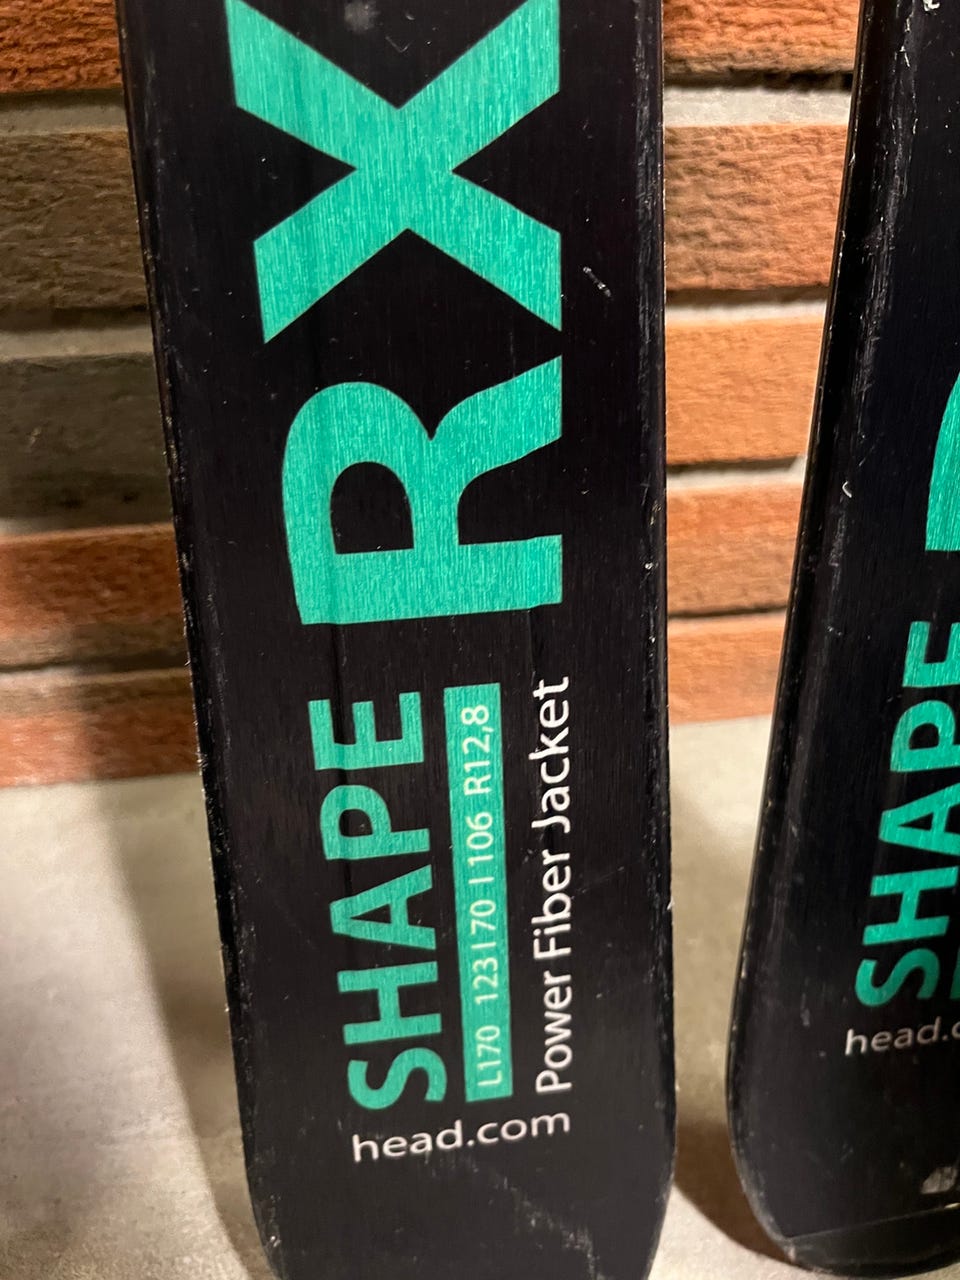 SHAPE RX
L170 123 I 70 I 106 R12,8
Power Fiber Jacket
head.com
SHAPE
head.c